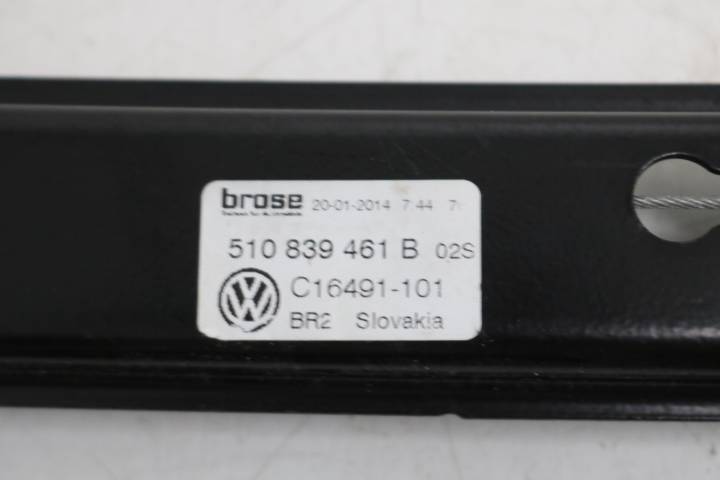 brose 20-01-2014 7:44
510 839 461 B 02S
C16491-101
BR2 Slovakia